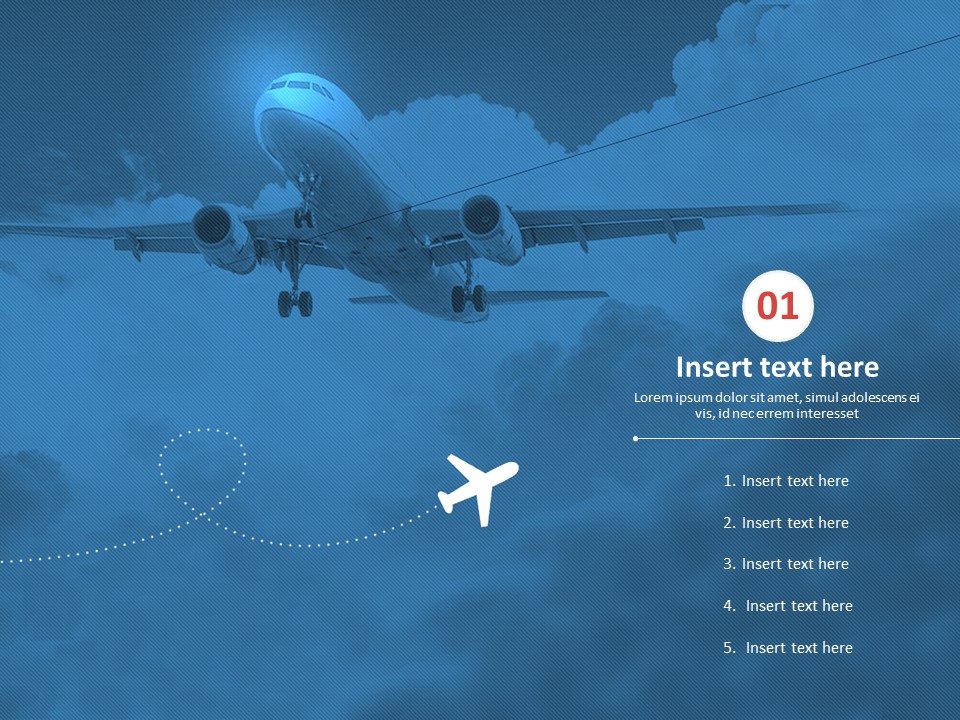 01
Insert text here
Lorem ipsum dolor sit amet, simul adolescens ei
vis, id nec errem interesset
1. Insert text here
2. Insert text here
3. Insert text here
4. Insert text here
5. Insert text here